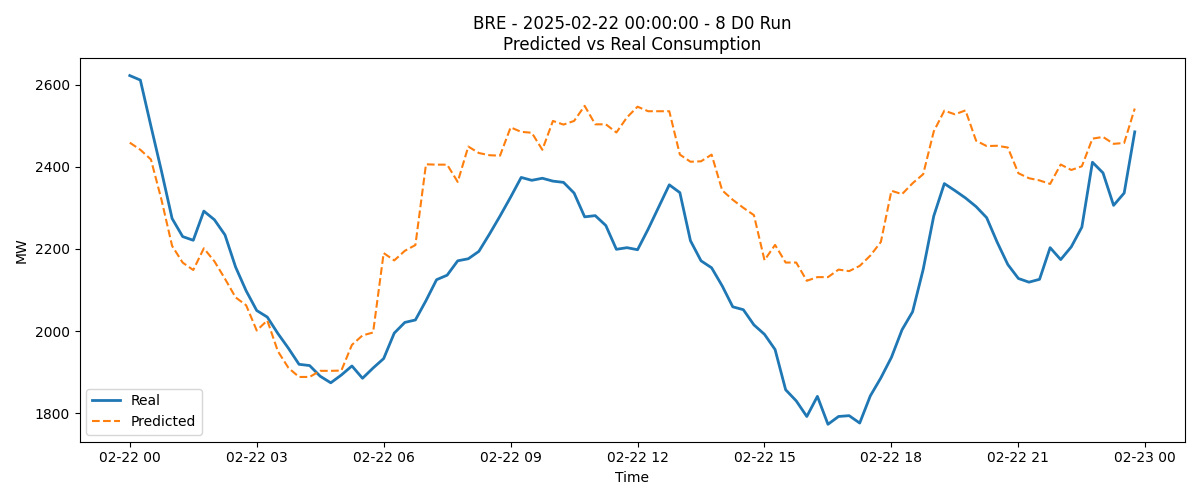 BRE - 2025-02-22 00:00:00 - 8 D0 Run
Predicted vs Real Consumption
MW
2600
2400
2200
2000
1800
Real
Predicted
02-22 00
02-22 03
02-22 06
02-22 09
02-22 12
02-22 15
02-22 18
02-22 21
02-23 00
Time